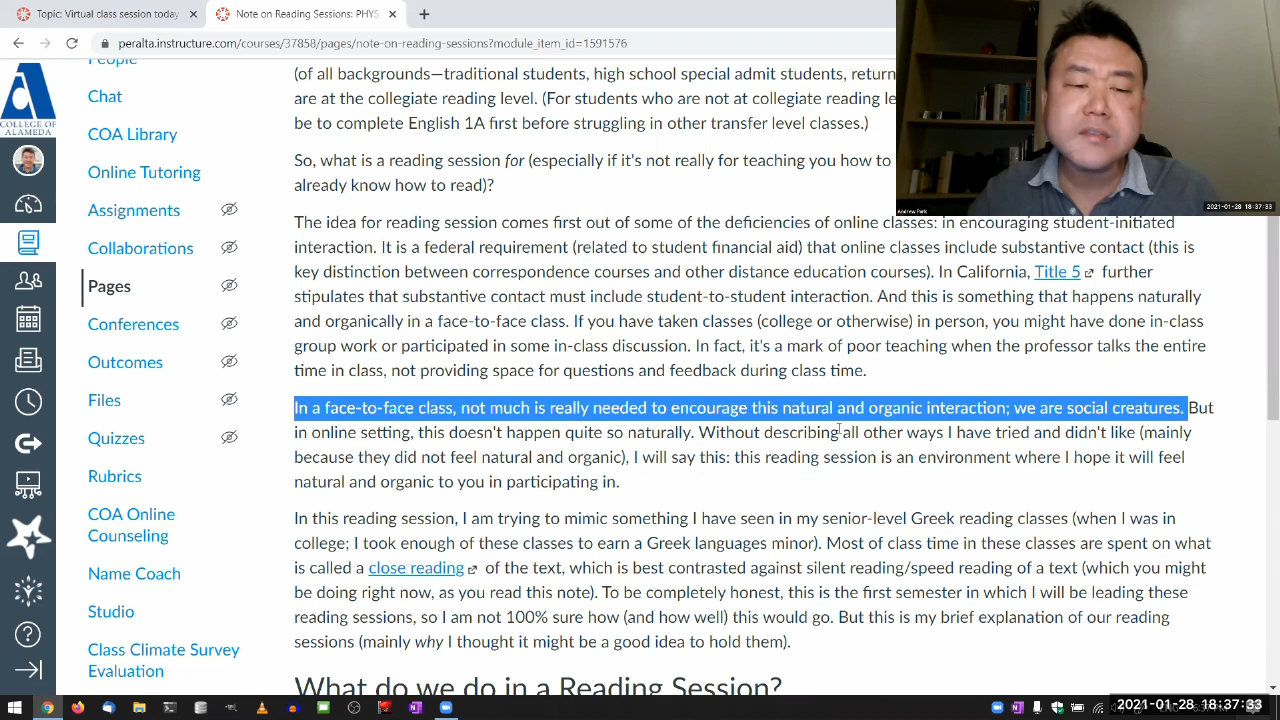 Topic: Virtual class session today
Note on Reading Sessions: PHYS-
peralta.instructure.com/courses/37858/pages/note-on-reading-sessions?module_item_id=1591576
COLLEGE OF
ALAMEDA
People
Chat
COA Library
Online Tutoring
Assignments
Collaborations
Pages
Conferences
Outcomes
Files
Quizzes
Rubrics
COA Online
Counseling
Name Coach
Studio
Class Climate Survey
Evaluation
(of all backgrounds—traditional students, high school special admit students, return
are at the collegiate reading level. (For students who are not at collegiate reading le
be to complete English 1A first before struggling in other transfer level classes.)
So, what is a reading session for (especially if it's not really for teaching you how to
already know how to read)?
The idea for reading session comes first out of some of the deficiencies of online classes: in encouraging student-initiated
interaction. It is a federal requirement (related to student financial aid) that online classes include substantive contact (this is
key distinction between correspondence courses and other distance education courses). In California, Title 5 further
stipulates that substantive contact must include student-to-student interaction. And this is something that happens naturally
and organically in a face-to-face class. If you have taken classes (college or otherwise) in person, you might have done in-class
group work or participated in some in-class discussion. In fact, it's a mark of poor teaching when the professor talks the entire
time in class, not providing space for questions and feedback during class time.
In a face-to-face class, not much is really needed to encourage this natural and organic interaction; we are social creatures. But
in online setting, this doesn't happen quite so naturally. Without describing all other ways I have tried and didn't like (mainly
because they did not feel natural and organic), I will say this: this reading session is an environment where I hope it will feel
natural and organic to you in participating in.
In this reading session, I am trying to mimic something I have seen in my senior-level Greek reading classes (when I was in
college; I took enough of these classes to earn a Greek languages minor). Most of class time in these classes are spent on what
is called a close reading of the text, which is best contrasted against silent reading/speed reading of a text (which you might
be doing right now, as you read this note). To be completely honest, this is the first semester in which I will be leading these
reading sessions, so I am not 100% sure how (and how well) this would go. But this is my brief explanation of our reading
sessions (mainly why I thought it might be a good idea to hold them).
What do we do in a Reading Session?
Andrew Park
2021-01-28 18:37:33
2021-01-28 18:37:33